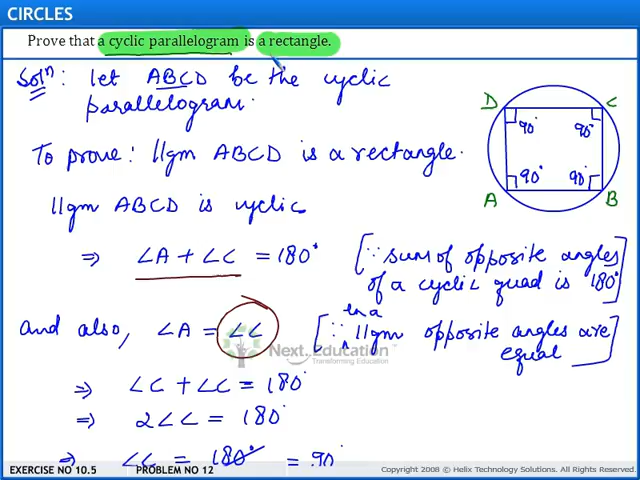 CIRCLES
Prove that a cyclic parallelogram is a rectangle.
Solⁿ: let ABCD be the cyclic
parallelogram.
To prove: ||gm ABCD is a rectangle.
||gm ABCD is cyclic
⇒ ∠A + ∠C = 180° [∵ sum of opposite angles
of a cyclic quad is 180°]
and also, ∠A = ∠C [∵ in a ||gm opposite angles are
equal]
⇒ ∠C + ∠C = 180°
⇒ 2∠C = 180°
⇒ ∠C = 180° = 90°
D C
90° 90°
90° 90°
A B
Next.Education
Transforming Education
EXERCISE NO 10.5 PROBLEM NO 12 Copyright 2008 © Helix Technology Solutions. All Rights Reserved.